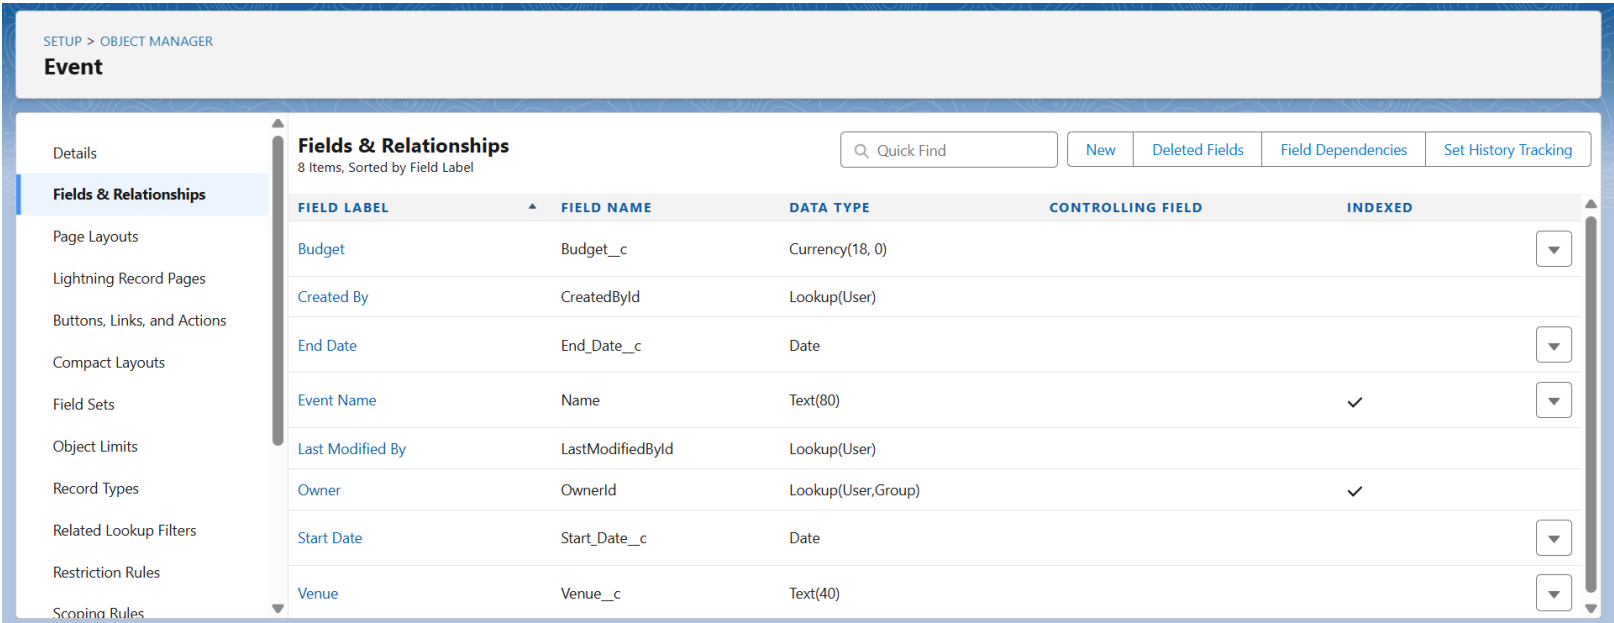 SETUP > OBJECT MANAGER
Event
Details
Fields & Relationships
Page Layouts
Lightning Record Pages
Buttons, Links, and Actions
Compact Layouts
Field Sets
Object Limits
Record Types
Related Lookup Filters
Restriction Rules
Scoping Rules
Fields & Relationships
8 Items, Sorted by Field Label
Quick Find
New Deleted Fields Field Dependencies Set History Tracking
FIELD LABEL FIELD NAME DATA TYPE CONTROLLING FIELD INDEXED
Budget Budget__c Currency(18, 0)
Created By CreatedById Lookup(User)
End Date End_Date__c Date
Event Name Name Text(80)
Last Modified By LastModifiedById Lookup(User)
Owner OwnerId Lookup(User,Group)
Start Date Start_Date__c Date
Venue Venue__c Text(40)